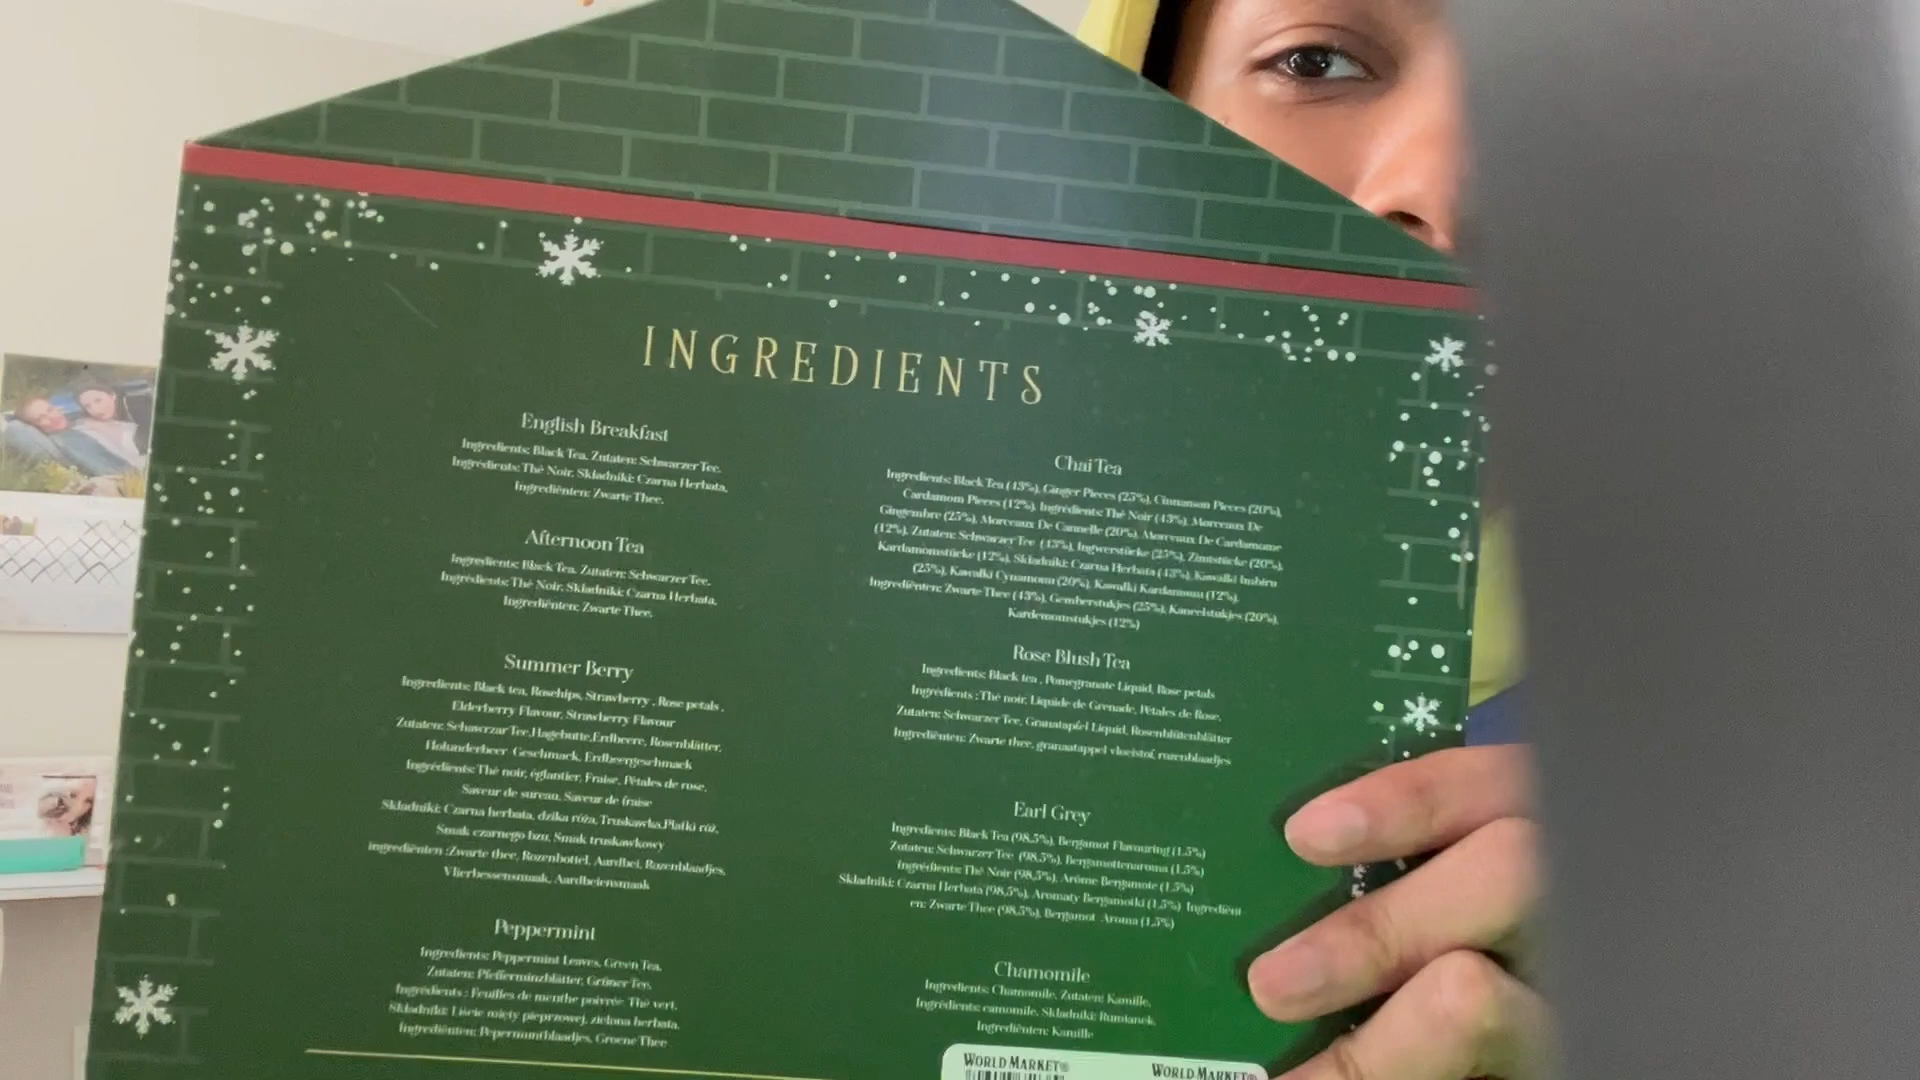 INGREDIENTS
English Breakfast
Ingredients: Black Tea. Zutaten: Schwarzer Tee.
Ingrédients: Thé Noir, Składniki: Czarna Herbata,
Ingrediënten: Zwarte Thee.
Afternoon Tea
Ingredients: Black Tea. Zutaten: Schwarzer Tee.
Ingrédients: Thé Noir, Składniki: Czarna Herbata,
Ingrediënten: Zwarte Thee.
Summer Berry
Ingredients: Black tea, Rosehips, Strawberry , Rose petals ,
Elderberry Flavour, Strawberry Flavour
Zutaten: Schawrzar Tee,Hagebutte,Erdbeere, Rosenblätter,
Holunderbeer Geschmack, Erdbeergeschmack
Ingrédients: Thé noir, églantier, Fraise, Pétales de rose,
Saveur de sureau, Saveur de fraise
Składniki: Czarna herbata, dzika róża, Truskawka,Płatki róż,
Smak czarnego bzu, Smak truskawkowy
ingrediënten :Zwarte thee, Rozenbottel, Aardbei, Rozenblaadjes,
Vlierbessensmaak, Aardbeiensmaak
Peppermint
Ingredients: Peppermint Leaves, Green Tea.
Zutaten: Pfefferminzblätter, Grüner Tee.
Ingrédients : Feuilles de menthe poivrée Thé vert.
Składniki: Liście mięty pieprzowej, zielona herbata.
Ingrediënten: Pepermuntblaadjes, Groene Thee
Chai Tea
Ingredients: Black Tea (43%), Ginger Pieces (25%), Cinnamon Pieces (20%),
Cardamom Pieces (12%), Ingrédients: Thé Noir (43%), Morceaux De
Gingembre (25%), Morceaux De Cannelle (20%), Morceaux De Cardamome
(12%), Zutaten: Schwarzer Tee (43%), Ingwerstücke (25%), Zimtstücke (20%),
Kardamomstücke (12%), Składniki: Czarna Herbata (43%), Kawałki Imbiru
(25%), Kawałki Cynamonu (20%), Kawałki Kardamonu (12%),
Ingrediënten: Zwarte Thee (43%), Gemberstukjes (25%), Kaneelstukjes (20%),
Kardemomstukjes (12%)
Rose Blush Tea
Ingredients: Black tea , Pomegranate Liquid, Rose petals
Ingrédients : Thé noir, Liquide de Grenade, Pétales de Rose,
Zutaten: Schwarzer Tee, Granatapfel Liquid, Rosenblütenblätter
Ingrediënten: Zwarte thee, granaatappel vloeistof, rozenblaadjes
Earl Grey
Ingredients: Black Tea (98.5%), Bergamot Flavouring (1.5%)
Zutaten: Schwarzer Tee (98,5%), Bergamottenaroma (1,5%)
Ingrédients: Thé Noir (98,5%), Arôme Bergamote (1,5%)
Składniki: Czarna Herbata (98,5%), Aromaty Bergamotki (1,5%) Ingrediënt
en: Zwarte Thee (98,5%), Bergamot Aroma (1,5%)
Chamomile
Ingredients: Chamomile, Zutaten: Kamille,
Ingrédients: camomile, Składniki: Rumianek,
Ingrediënten: Kamille
WORLD MARKET®
WORLD MARKET®